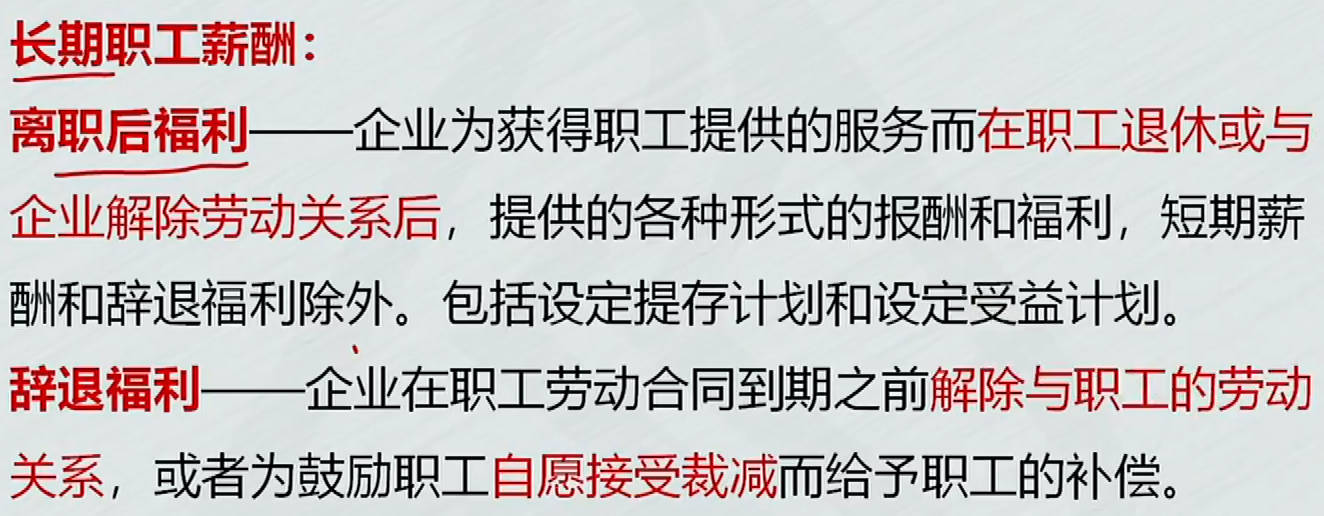 长期职工薪酬：
离职后福利——企业为获得职工提供的服务而在职工退休或与
企业解除劳动关系后，提供的各种形式的报酬和福利，短期薪
酬和辞退福利除外。包括设定提存计划和设定受益计划。
辞退福利——企业在职工劳动合同到期之前解除与职工的劳动
关系，或者为鼓励职工自愿接受裁减而给予职工的补偿。